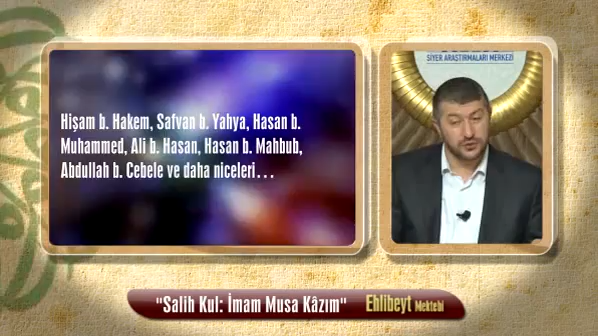 SİYER ARAŞTIRMALARI MERKEZİ
Hişam b. Hakem, Safvan b. Yahya, Hasan b.
Muhammed, Ali b. Hasan, Hasan b. Mahbub,
Abdullah b. Cebele ve daha niceleri…
"Salih Kul: İmam Musa Kâzım" Ehlibeyt Mektebi